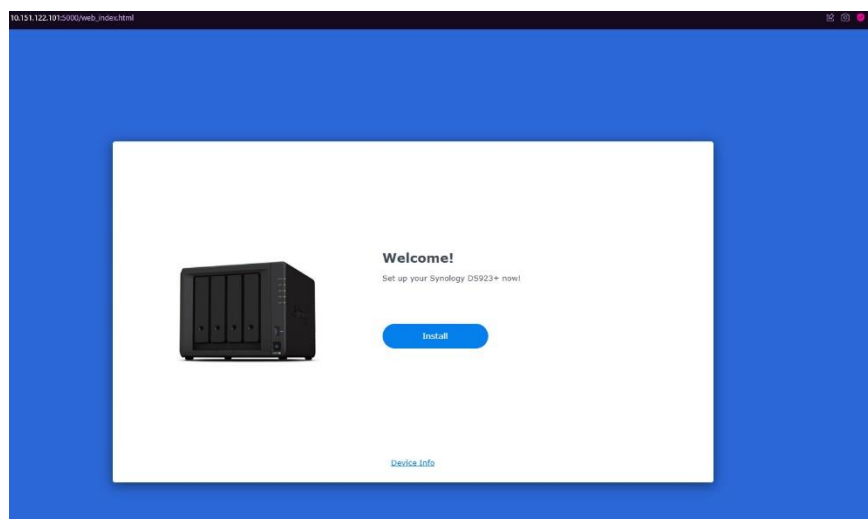 10.151.122.101:5000/web_index.html
Welcome!
Set up your Synology DS923+ now!
Install
Device Info